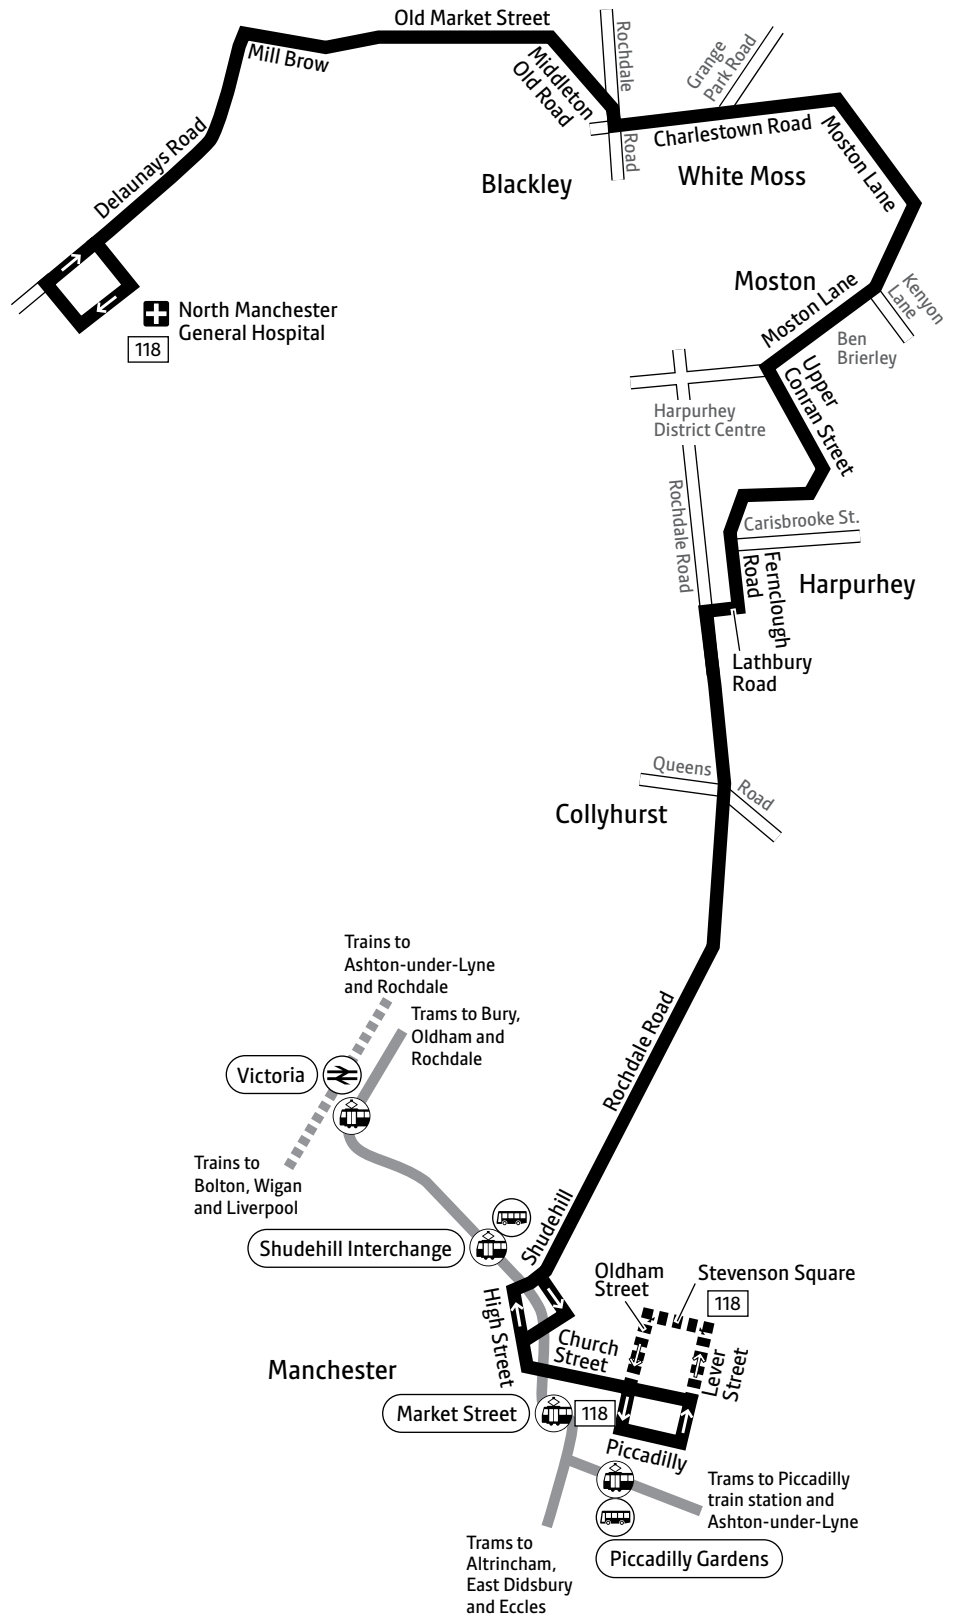 Old Market Street
Mill Brow
Middleton
Old Road
Rochdale
Road
Grange
Park Road
Charlestown Road
Moston Lane
Delaunays Road
Blackley
White Moss
Moston
Moston Lane
Kenyon
Lane
Ben
Brierley
North Manchester
General Hospital
118
Upper
Conran Street
Harpurhey
District Centre
Rochdale Road
Carisbrooke St.
Fernclough
Road
Harpurhey
Lathbury
Road
Queens
Road
Collyhurst
Trains to
Ashton-under-Lyne
and Rochdale
Trams to Bury,
Oldham and
Rochdale
Victoria
Rochdale Road
Trains to
Bolton, Wigan
and Liverpool
Shudehill Interchange
Shudehill
Oldham
Street
Stevenson Square
118
High Street
Church
Street
Lever
Street
Manchester
Market Street
118
Piccadilly
Trams to Piccadilly
train station and
Ashton-under-Lyne
Trams to
Altrincham,
East Didsbury
and Eccles
Piccadilly Gardens